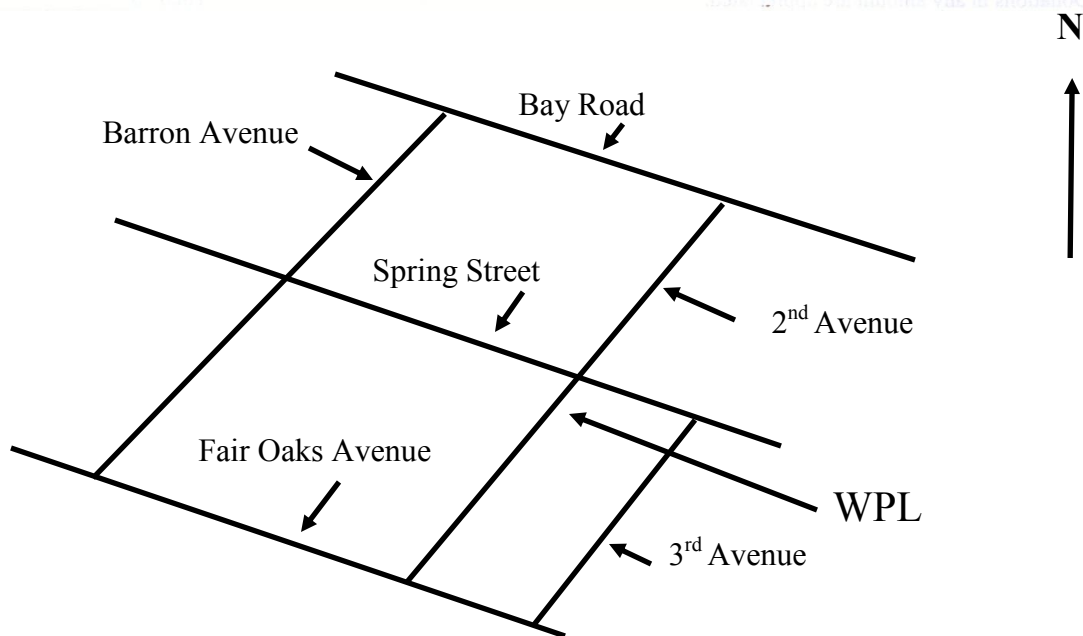 N
Bay Road
Barron Avenue
Spring Street
2nd Avenue
Fair Oaks Avenue
WPL
3rd Avenue